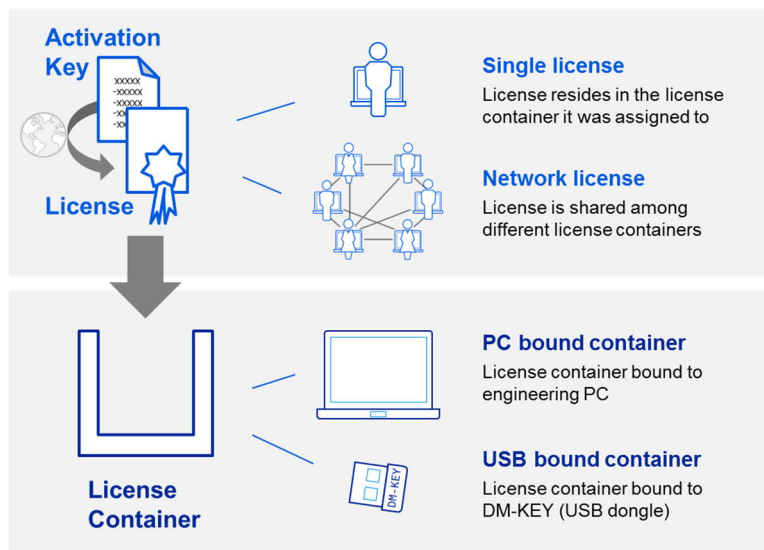 Activation
Key
xxxxx
-xxxxx
-xxxxx
-xx
-xx
License
Single license
License resides in the license
container it was assigned to
Network license
License is shared among
different license containers
PC bound container
License container bound to
engineering PC
USB bound container
License container bound to
DM-KEY (USB dongle)
DM-KEY
License
Container